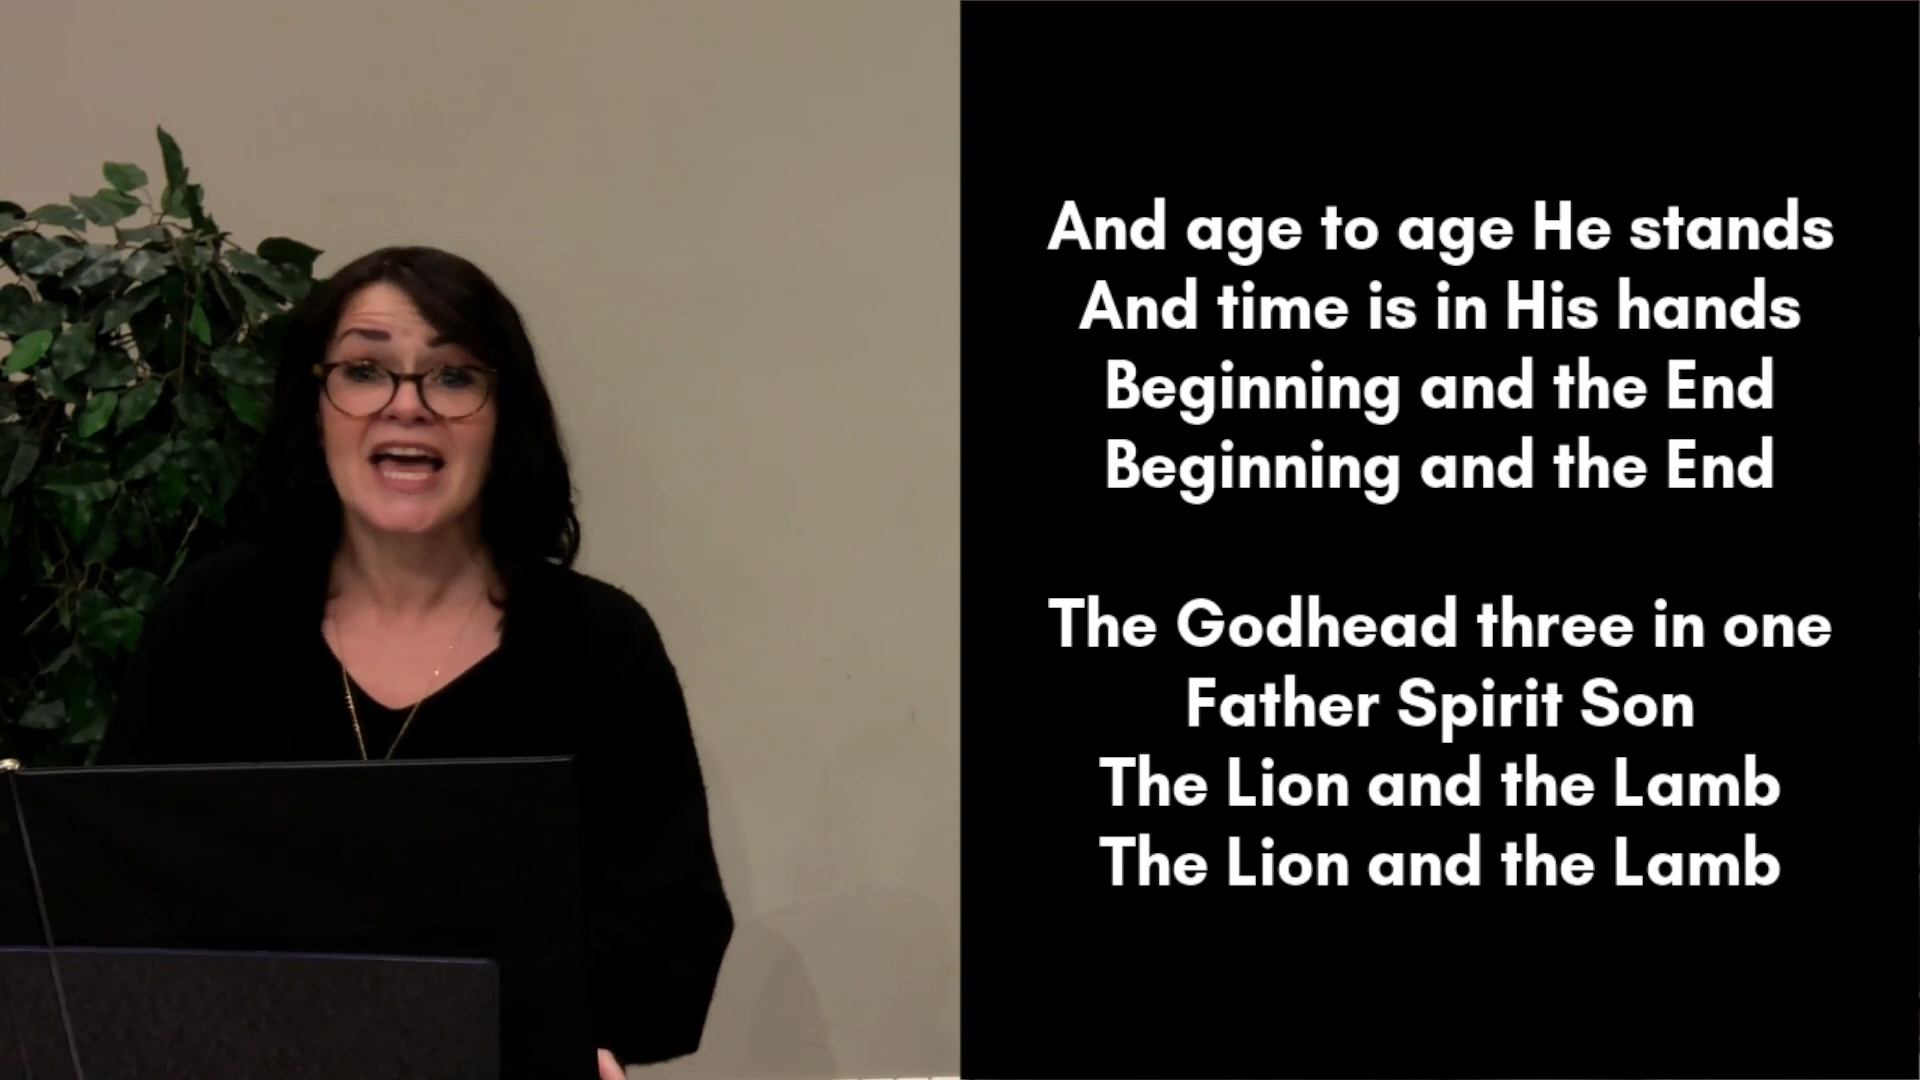 And age to age He stands
And time is in His hands
Beginning and the End
Beginning and the End
The Godhead three in one
Father Spirit Son
The Lion and the Lamb
The Lion and the Lamb